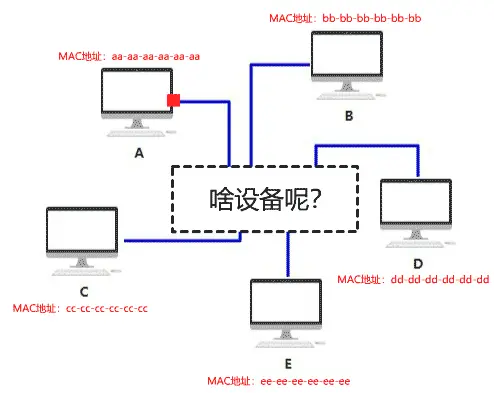 MAC地址：bb-bb-bb-bb-bb-bb
MAC地址：aa-aa-aa-aa-aa-aa
B
A
啥设备呢？
D
MAC地址：dd-dd-dd-dd-dd-dd
C
MAC地址：cc-cc-cc-cc-cc-cc
E
MAC地址：ee-ee-ee-ee-ee-ee